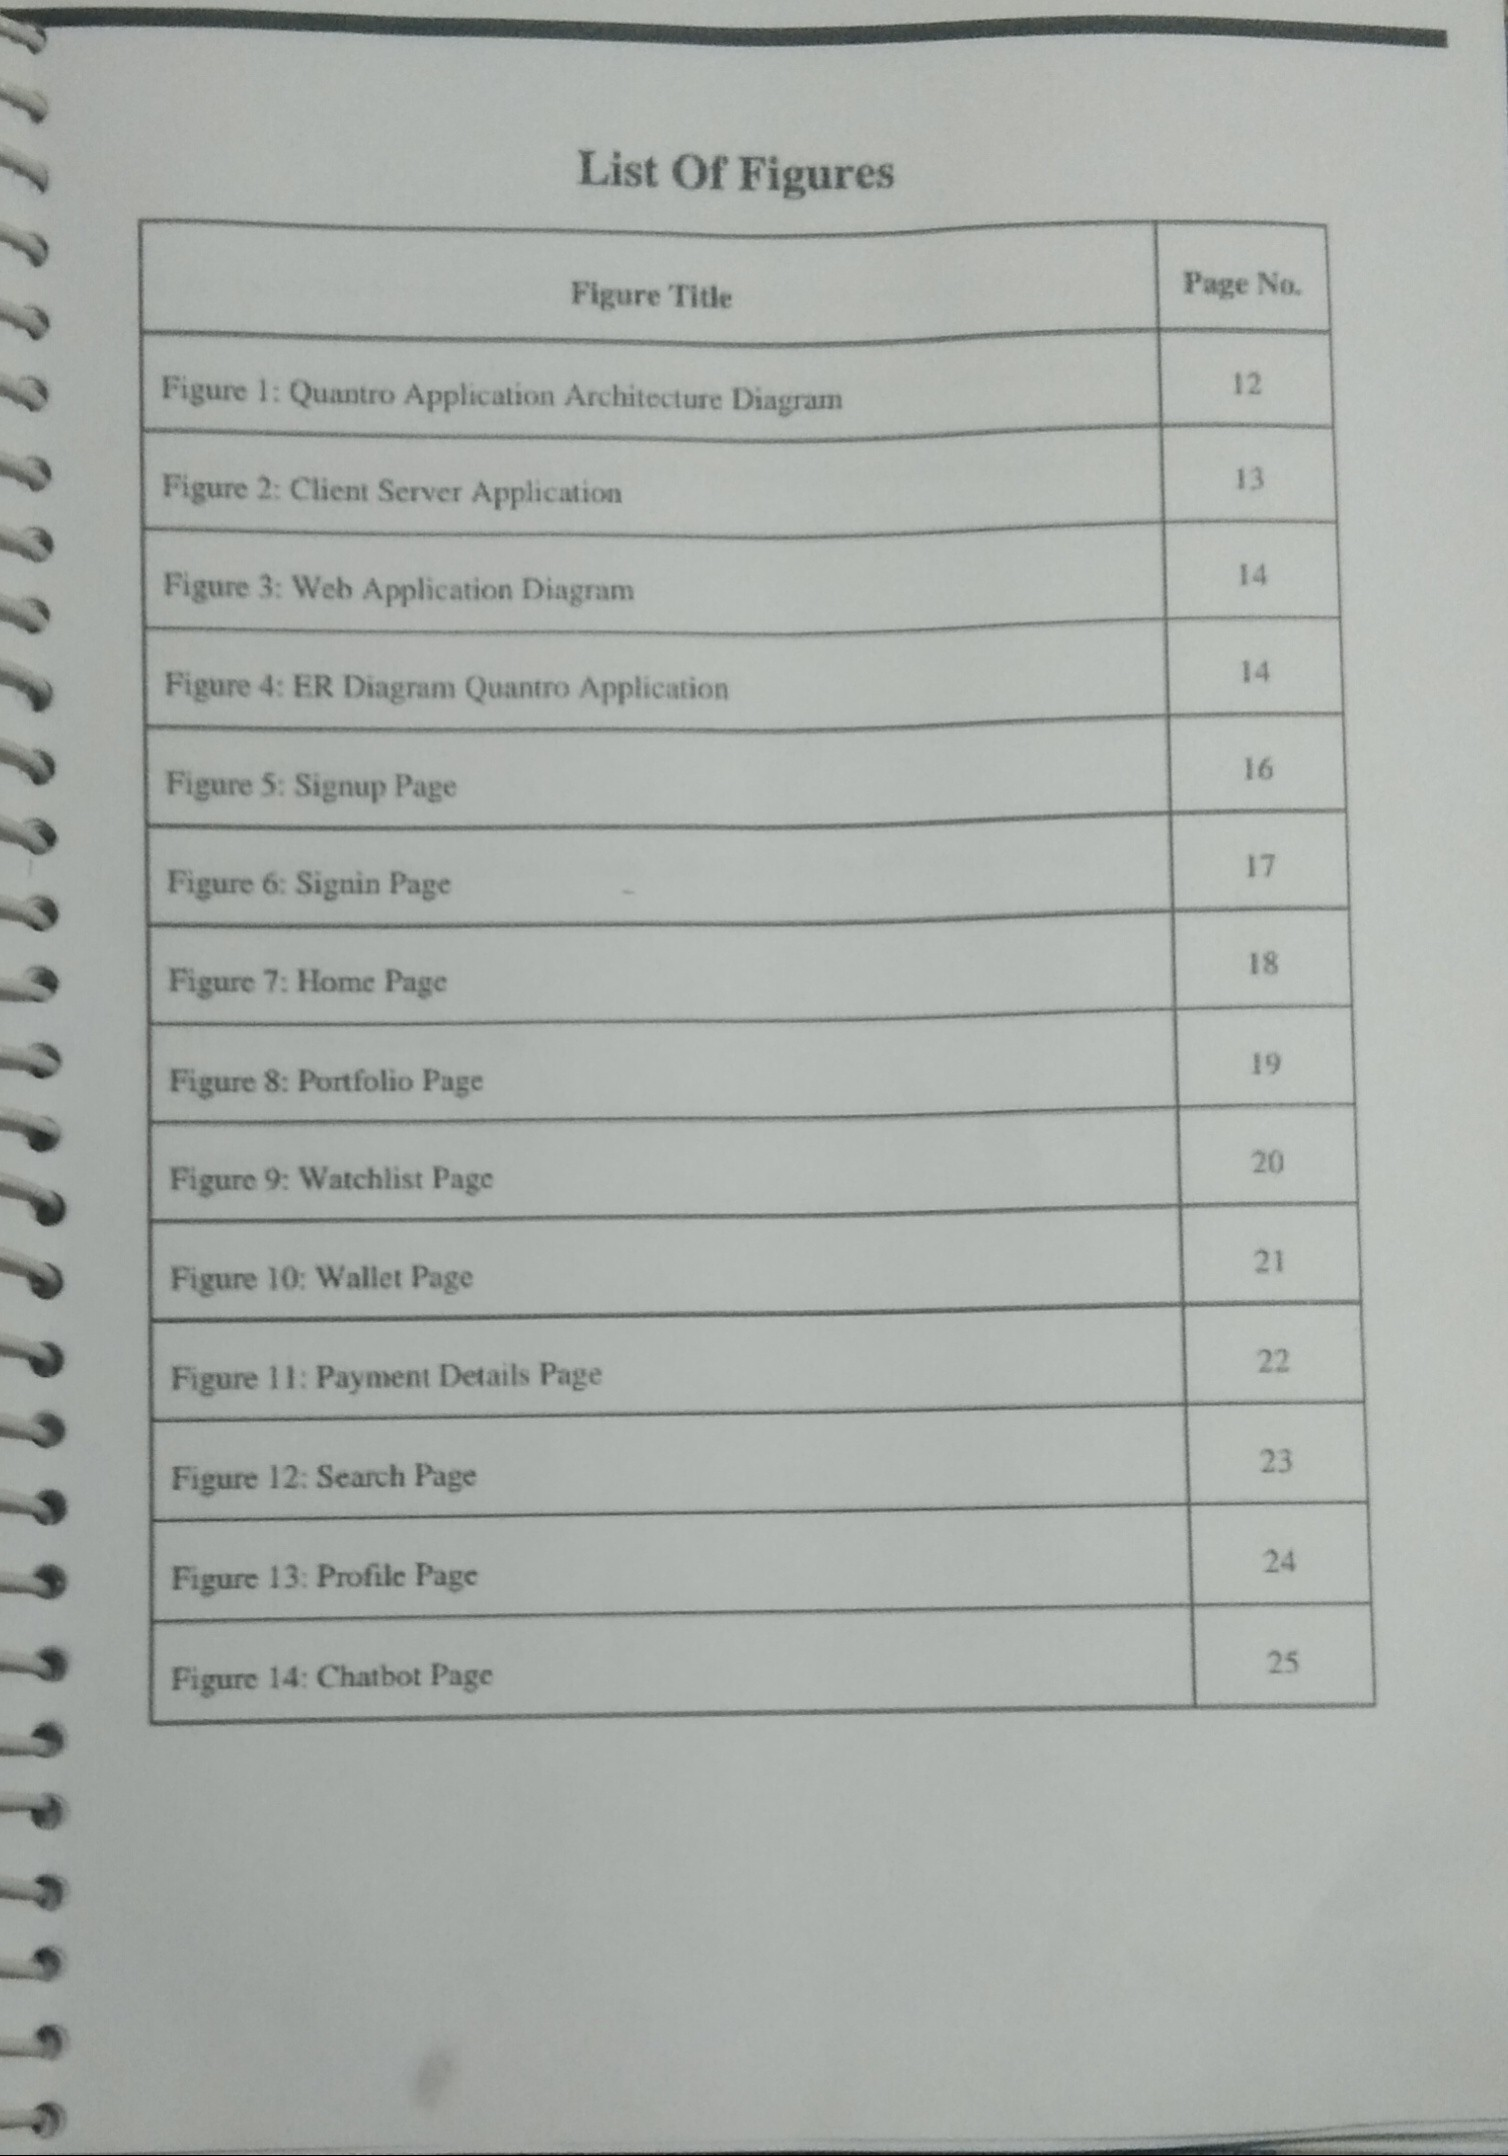 List Of Figures
Figure Title Page No.
Figure 1: Quantro Application Architecture Diagram 12
Figure 2: Client Server Application 13
Figure 3: Web Application Diagram 14
Figure 4: ER Diagram Quantro Application 14
Figure 5: Signup Page 16
Figure 6: Signin Page 17
Figure 7: Home Page 18
Figure 8: Portfolio Page 19
Figure 9: Watchlist Page 20
Figure 10: Wallet Page 21
Figure 11: Payment Details Page 22
Figure 12: Search Page 23
Figure 13: Profile Page 24
Figure 14: Chatbot Page 25